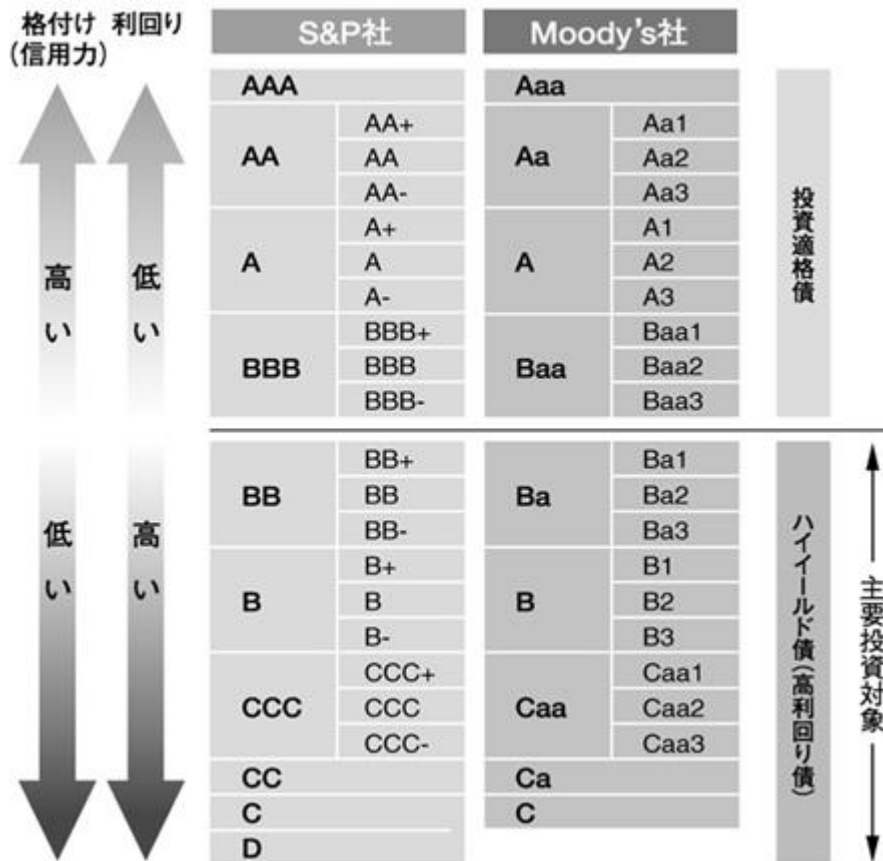 格付け 利回り
(信用力)
S&P社 Moody's社
AAA Aaa
AA AA+ Aa Aa1
AA Aa2
AA- Aa3
A A+ A A1
A A2
A- A3
BBB BBB+ Baa Baa1
BBB Baa2
BBB- Baa3
高い 低い
投資適格債
BB BB+ Ba Ba1
BB Ba2
BB- Ba3
B B+ B B1
B B2
B- B3
CCC CCC+ Caa Caa1
CCC Caa2
CCC- Caa3
CC Ca
C C
D
低い 高い
ハイイールド債(高利回り債)
主要投資対象